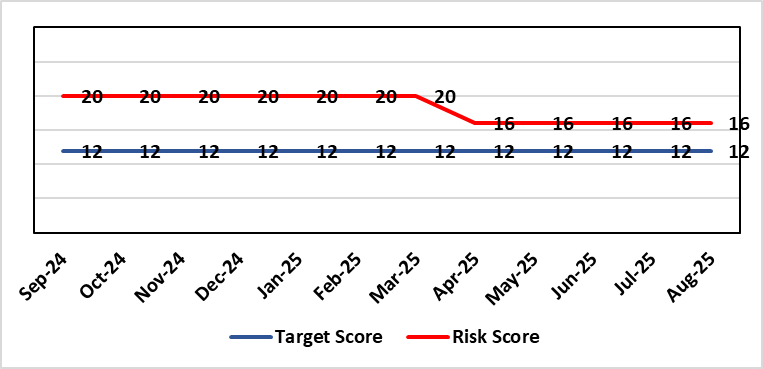 20 20 20 20 20 20 20
16 16 16 16 16
12 12 12 12 12 12 12 12 12 12 12 12
Sep-24 Oct-24 Nov-24 Dec-24 Jan-25 Feb-25 Mar-25 Apr-25 May-25 Jun-25 Jul-25 Aug-25
Target Score Risk Score